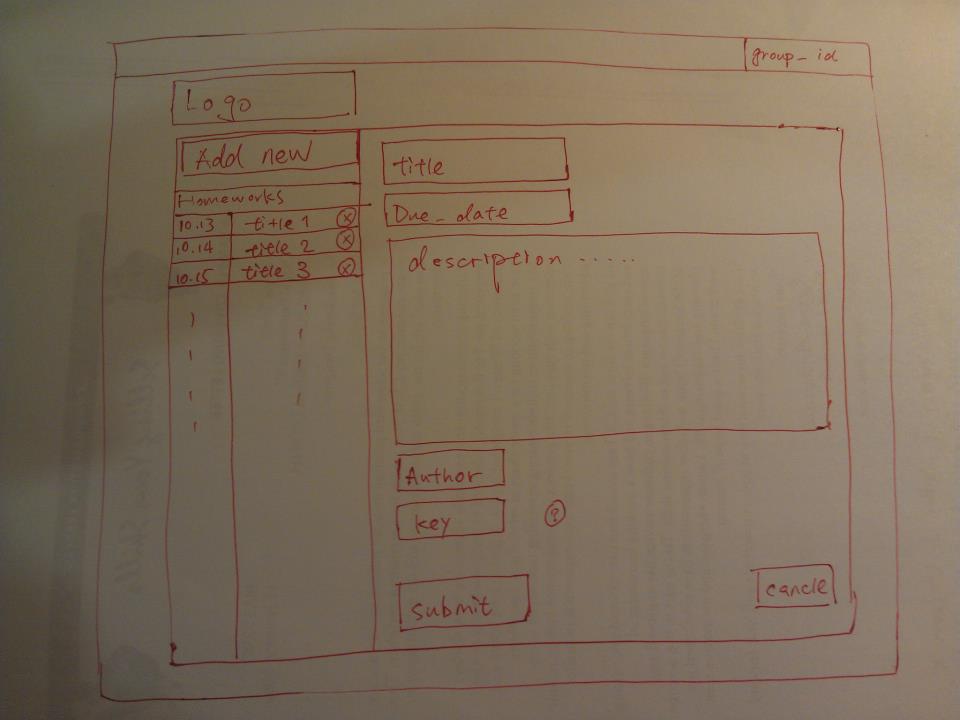 group_id
Logo
Add new
Homeworks
10.13 title 1 x
10.14 title 2 x
10.15 title 3 x
title
Due_date
description .....
Author
key ?
submit
cancle